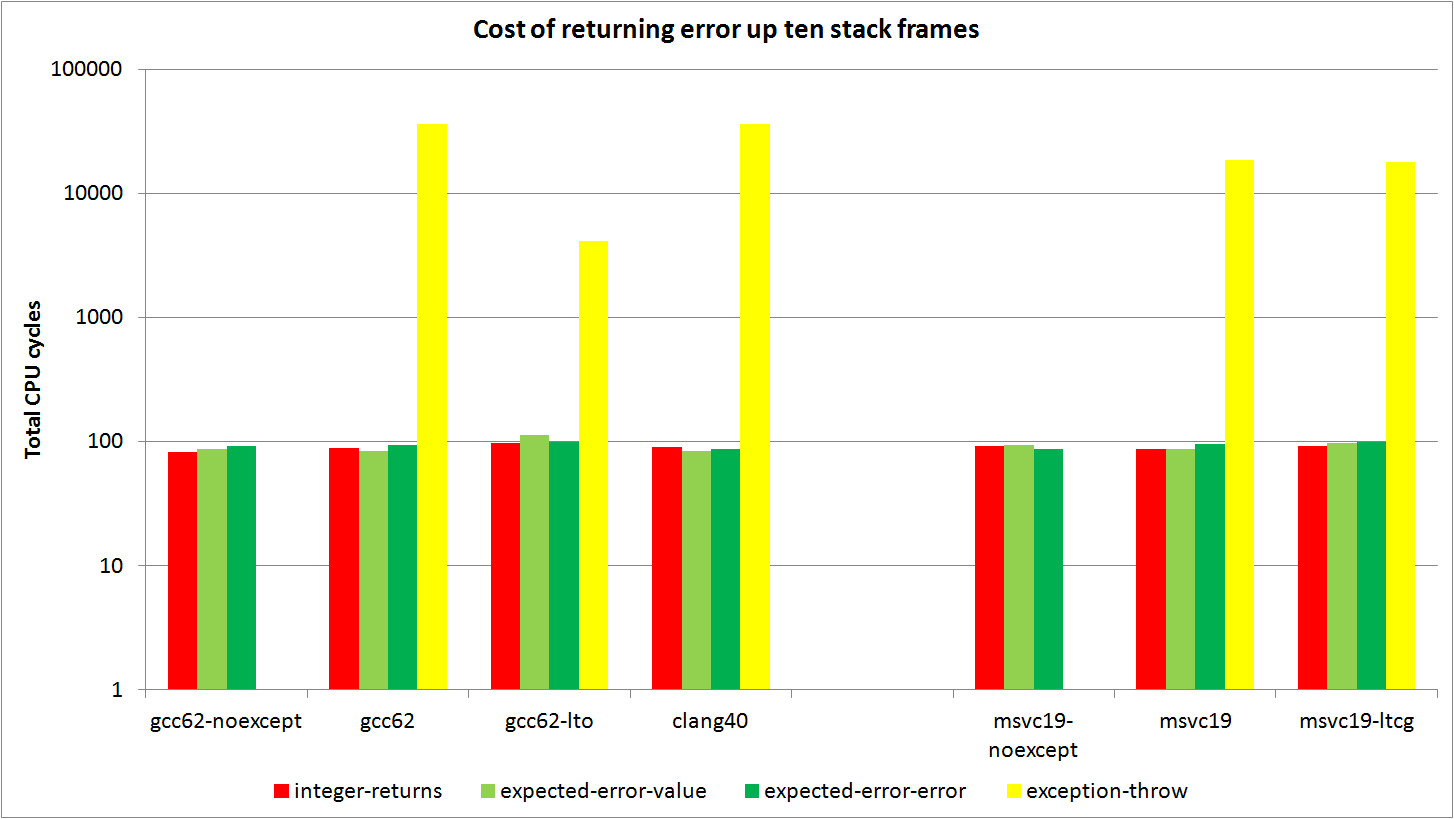 Cost of returning error up ten stack frames
100000
10000
1000
100
10
1
Total CPU cycles
gcc62-noexcept
gcc62
gcc62-lto
clang40
msvc19-
noexcept
msvc19
msvc19-ltcg
integer-returns
expected-error-value
expected-error-error
exception-throw